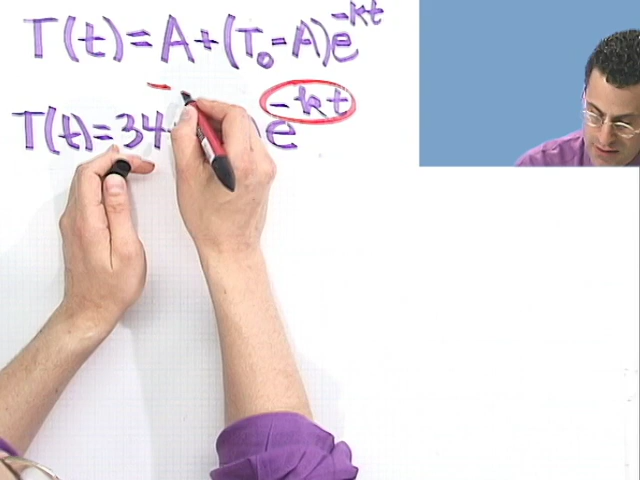 T(t) = A + (T₀ - A)e^-kt
T(t) = 34 ) e^-kt